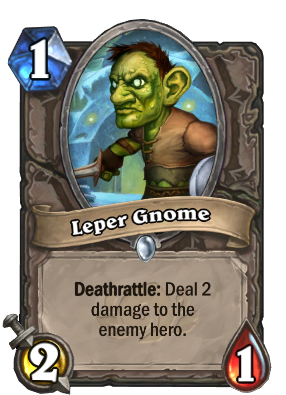 1
Leper Gnome
Deathrattle: Deal 2
damage to the
enemy hero.
2
1